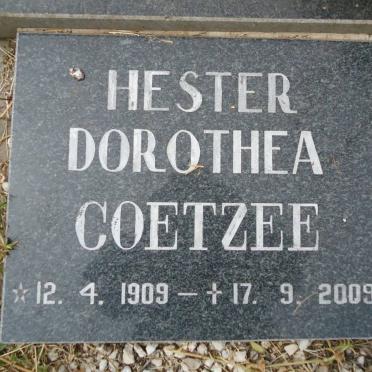 HESTER
DOROTHEA
COETZEE
☆ 12. 4. 1909 — ✝ 17. 9. 2009